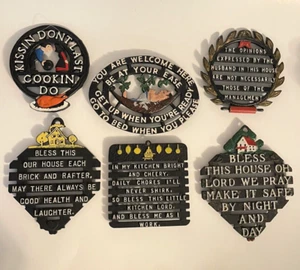 KISSIN' DON'T LAST
COOKIN
DO
YOU ARE WELCOME HERE
BE AT YOUR EASE
GET UP WHEN YOU'RE READY
GO TO BED WHEN YOU PLEASE
THE OPINIONS
EXPRESSED BY THE
HUSBAND IN THIS HOUSE
ARE NOT NECESSARILY
THOSE OF THE
MANAGEMENT
BLESS THIS
OUR HOUSE EACH
BRICK AND RAFTER,
MAY THERE ALWAYS BE
GOOD HEALTH AND
LAUGHTER.
IN MY KITCHEN BRIGHT
AND CHEERY,
DAILY CHORES I'LL
NEVER SHIRK.
SO BLESS THIS LITTLE
KITCHEN LORD.
AND BLESS ME AS I
WORK.
BLESS
THIS HOUSE OF
LORD WE PRAY
MAKE IT SAFE
BY NIGHT
AND
DAY